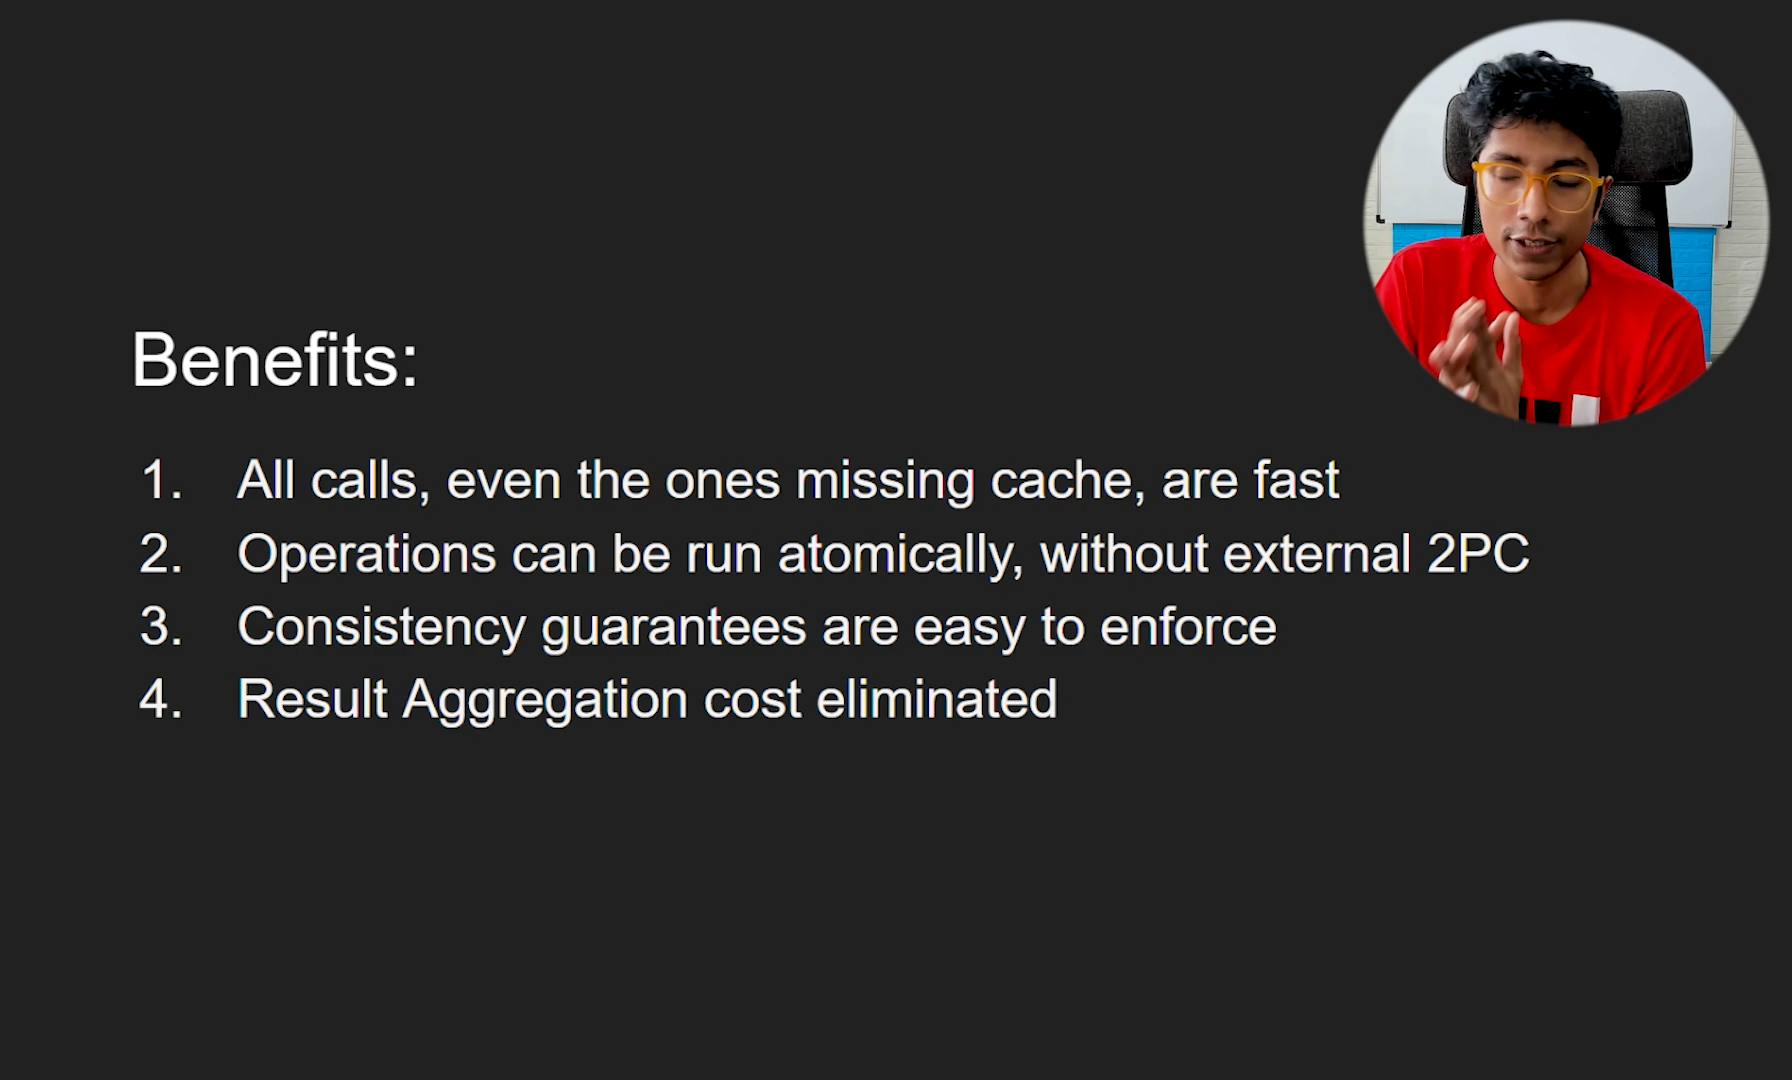 Benefits:
1. All calls, even the ones missing cache, are fast
2. Operations can be run atomically, without external 2PC
3. Consistency guarantees are easy to enforce
4. Result Aggregation cost eliminated